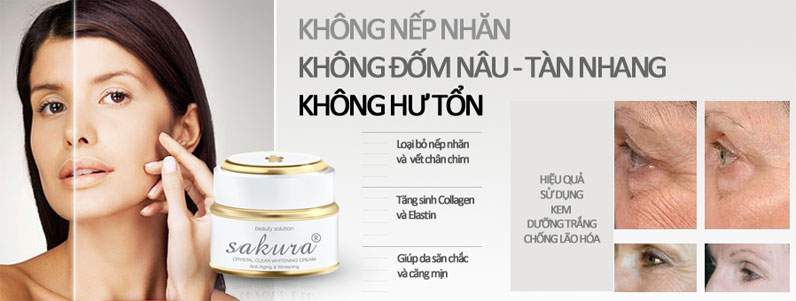 KHÔNG NẾP NHĂN
KHÔNG ĐỐM NÂU - TÀN NHANG
KHÔNG HƯ TỔN
Loại bỏ nếp nhăn
và vết chân chim
Tăng sinh Collagen
và Elastin
Giúp da săn chắc
và căng mịn
HIỆU QUẢ
SỬ DỤNG
KEM
DƯỠNG TRẮNG
CHỐNG LÃO HÓA
beauty solution
sakura®
CRYSTAL CLEAR WHITENING CREAM
Anti-Aging & Whitening